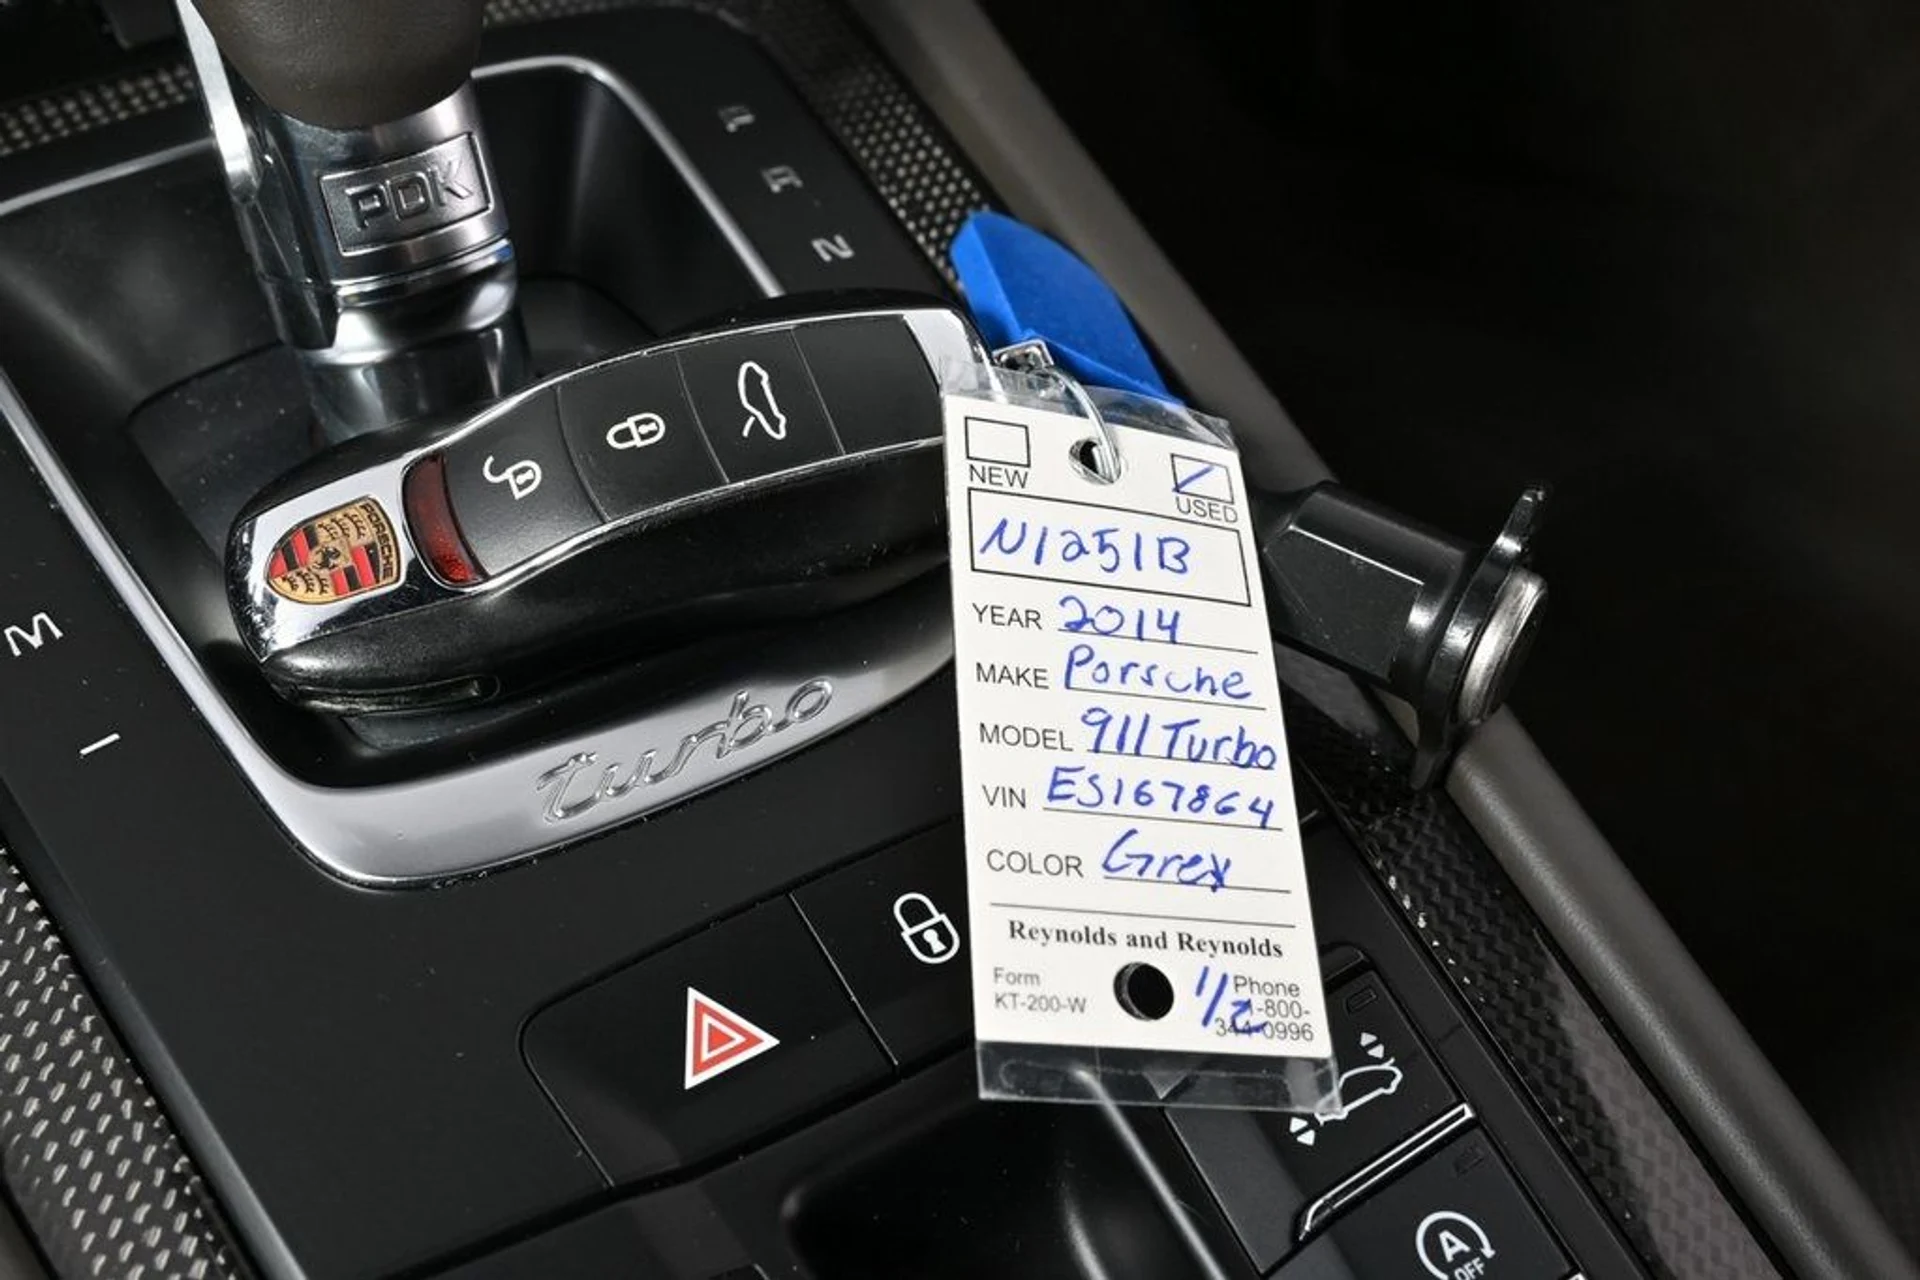 PDK
P
R
N
M
PORSCHE
turbo
NEW
USED
N1251B
YEAR 2014
MAKE Porsche
MODEL 911 Turbo
VIN ES167864
COLOR Grey
Reynolds and Reynolds
Form
KT-200-W
1/2
Phone
1-800-
344-0996
A
OFF